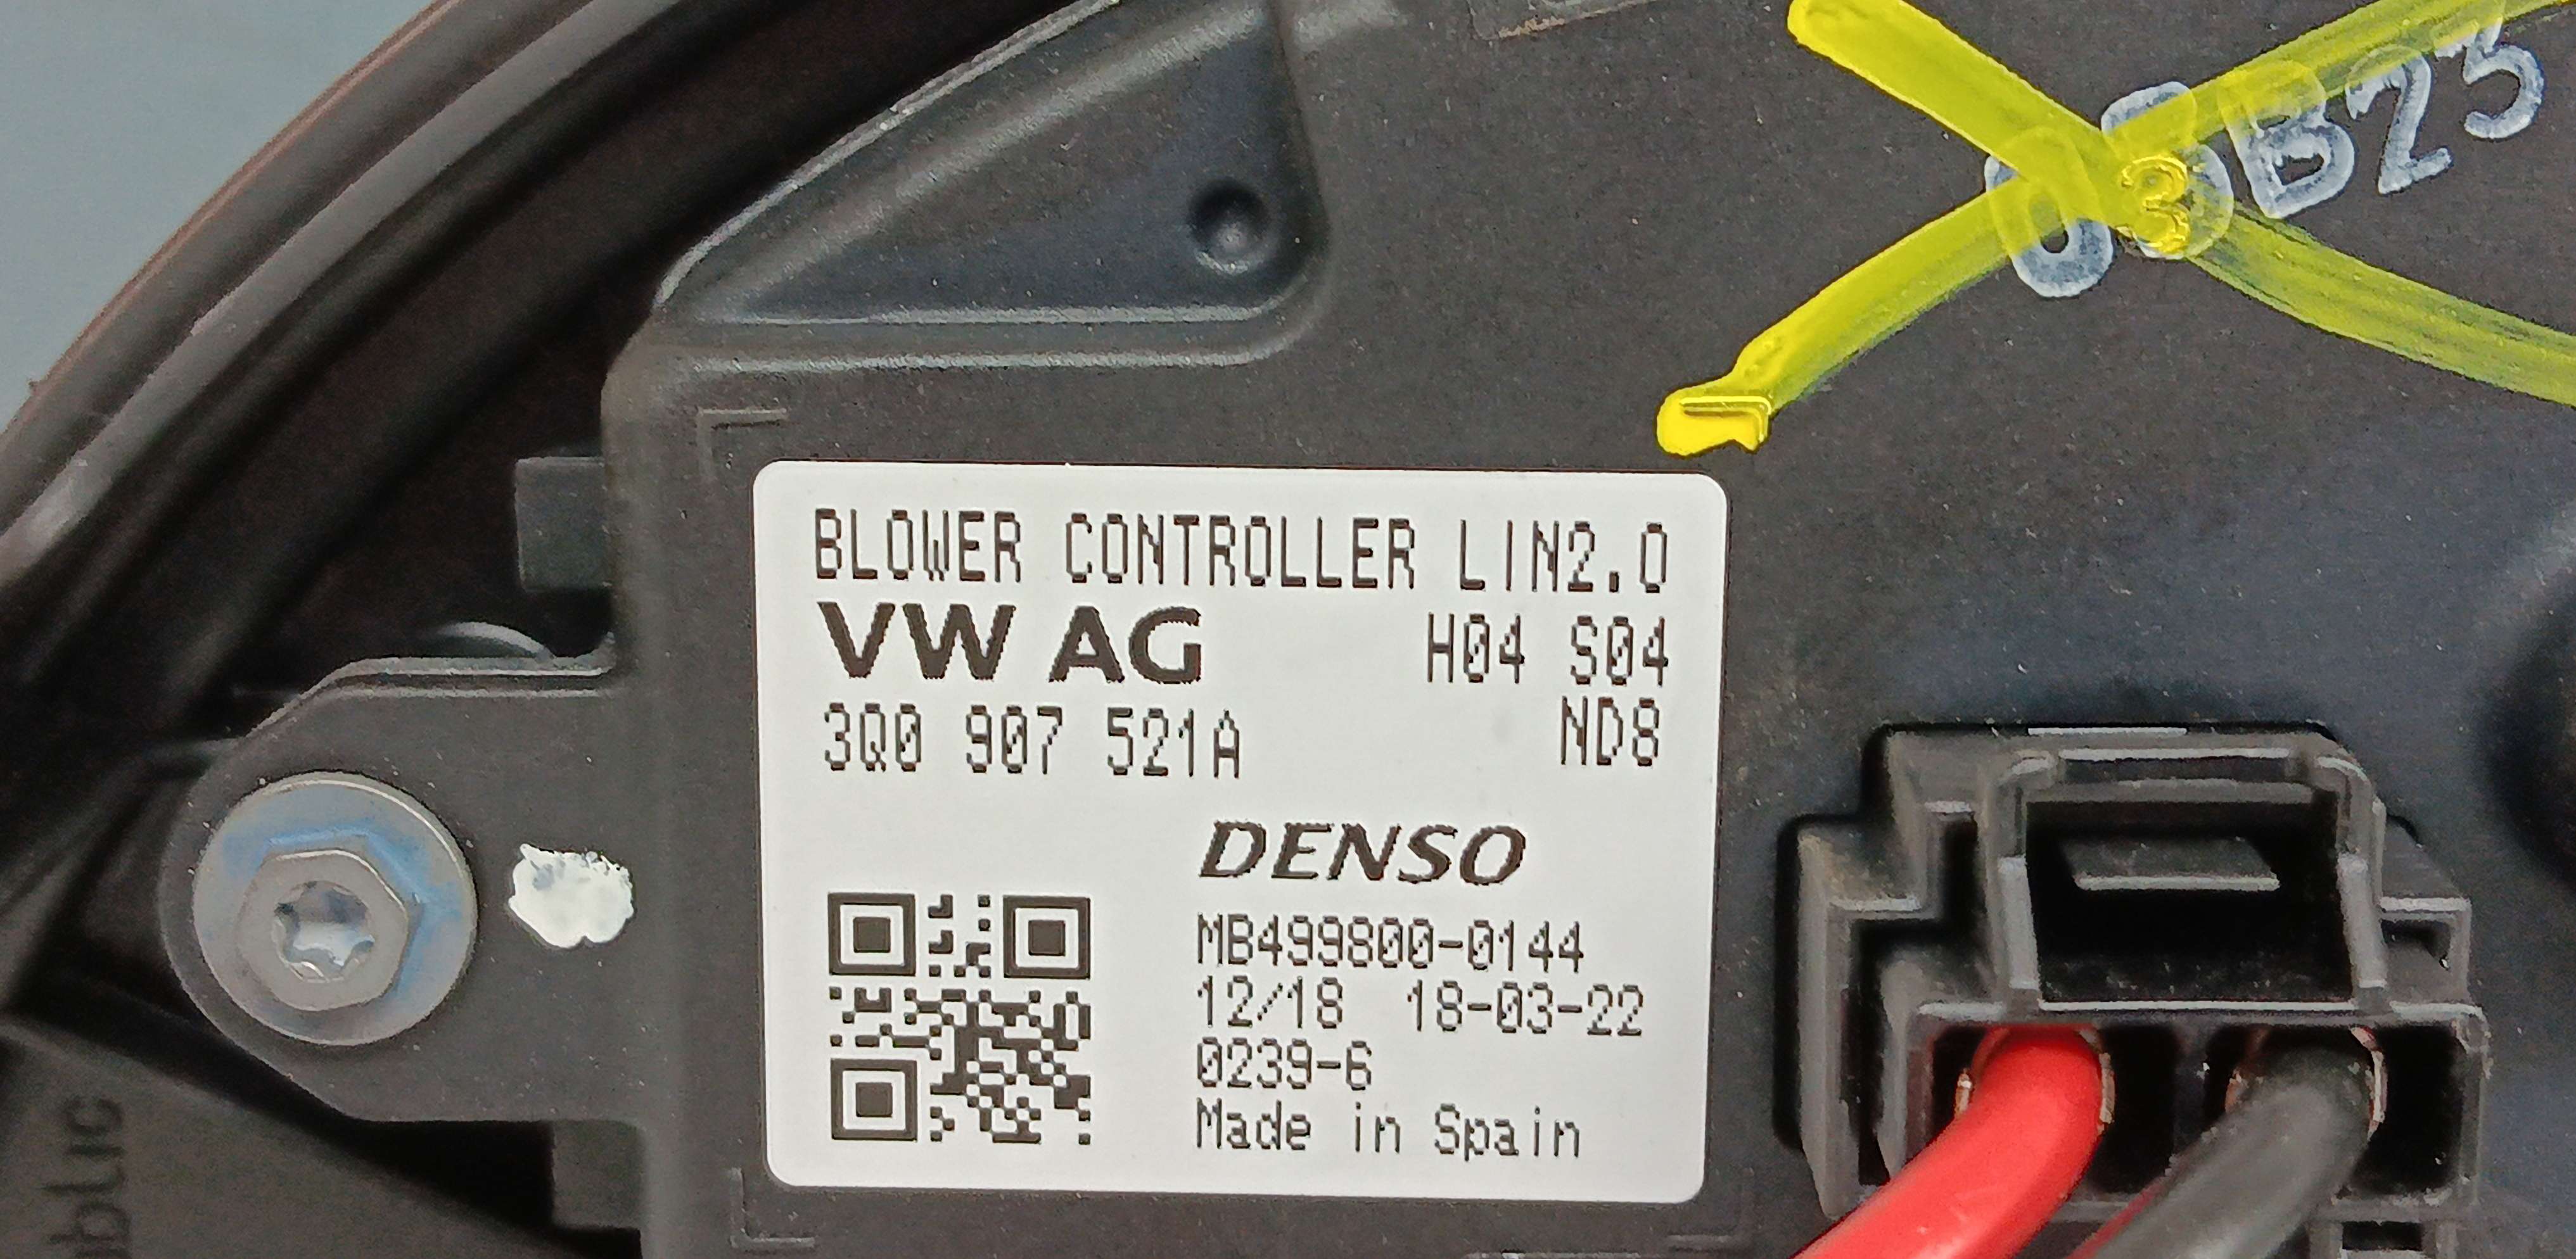 BLOWER CONTROLLER LIN2.0
VW AG H04 S04
3Q0 907 521A ND8
DENSO
MB499800-0144
12/18 18-03-22
0239-6
Made in Spain